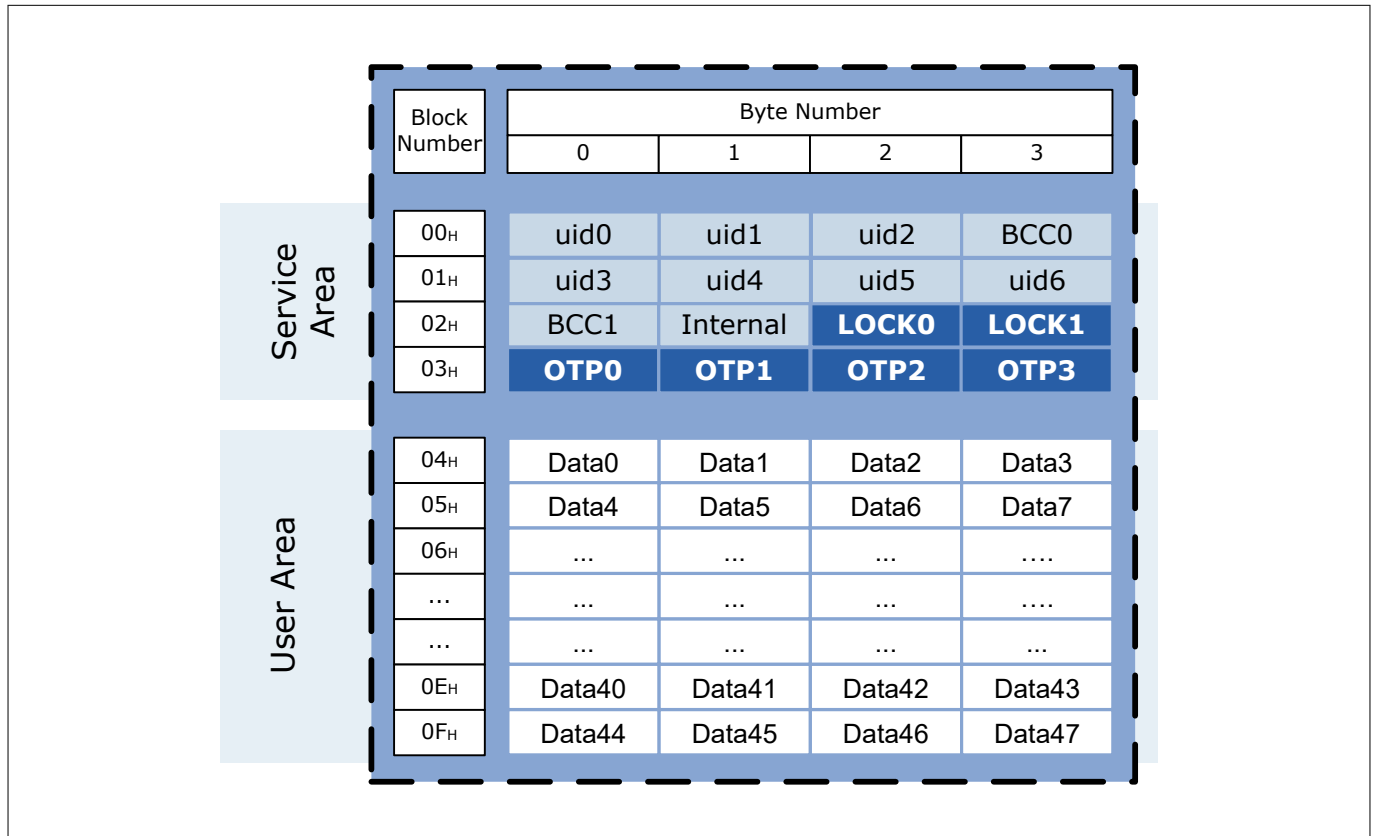 Block Number Byte Number
0 1 2 3
Service Area
00H uid0 uid1 uid2 BCC0
01H uid3 uid4 uid5 uid6
02H BCC1 Internal LOCK0 LOCK1
03H OTP0 OTP1 OTP2 OTP3
User Area
04H Data0 Data1 Data2 Data3
05H Data4 Data5 Data6 Data7
06H ... ... ... ....
... ... ... ... ....
... ... ... ... ...
0EH Data40 Data41 Data42 Data43
0FH Data44 Data45 Data46 Data47